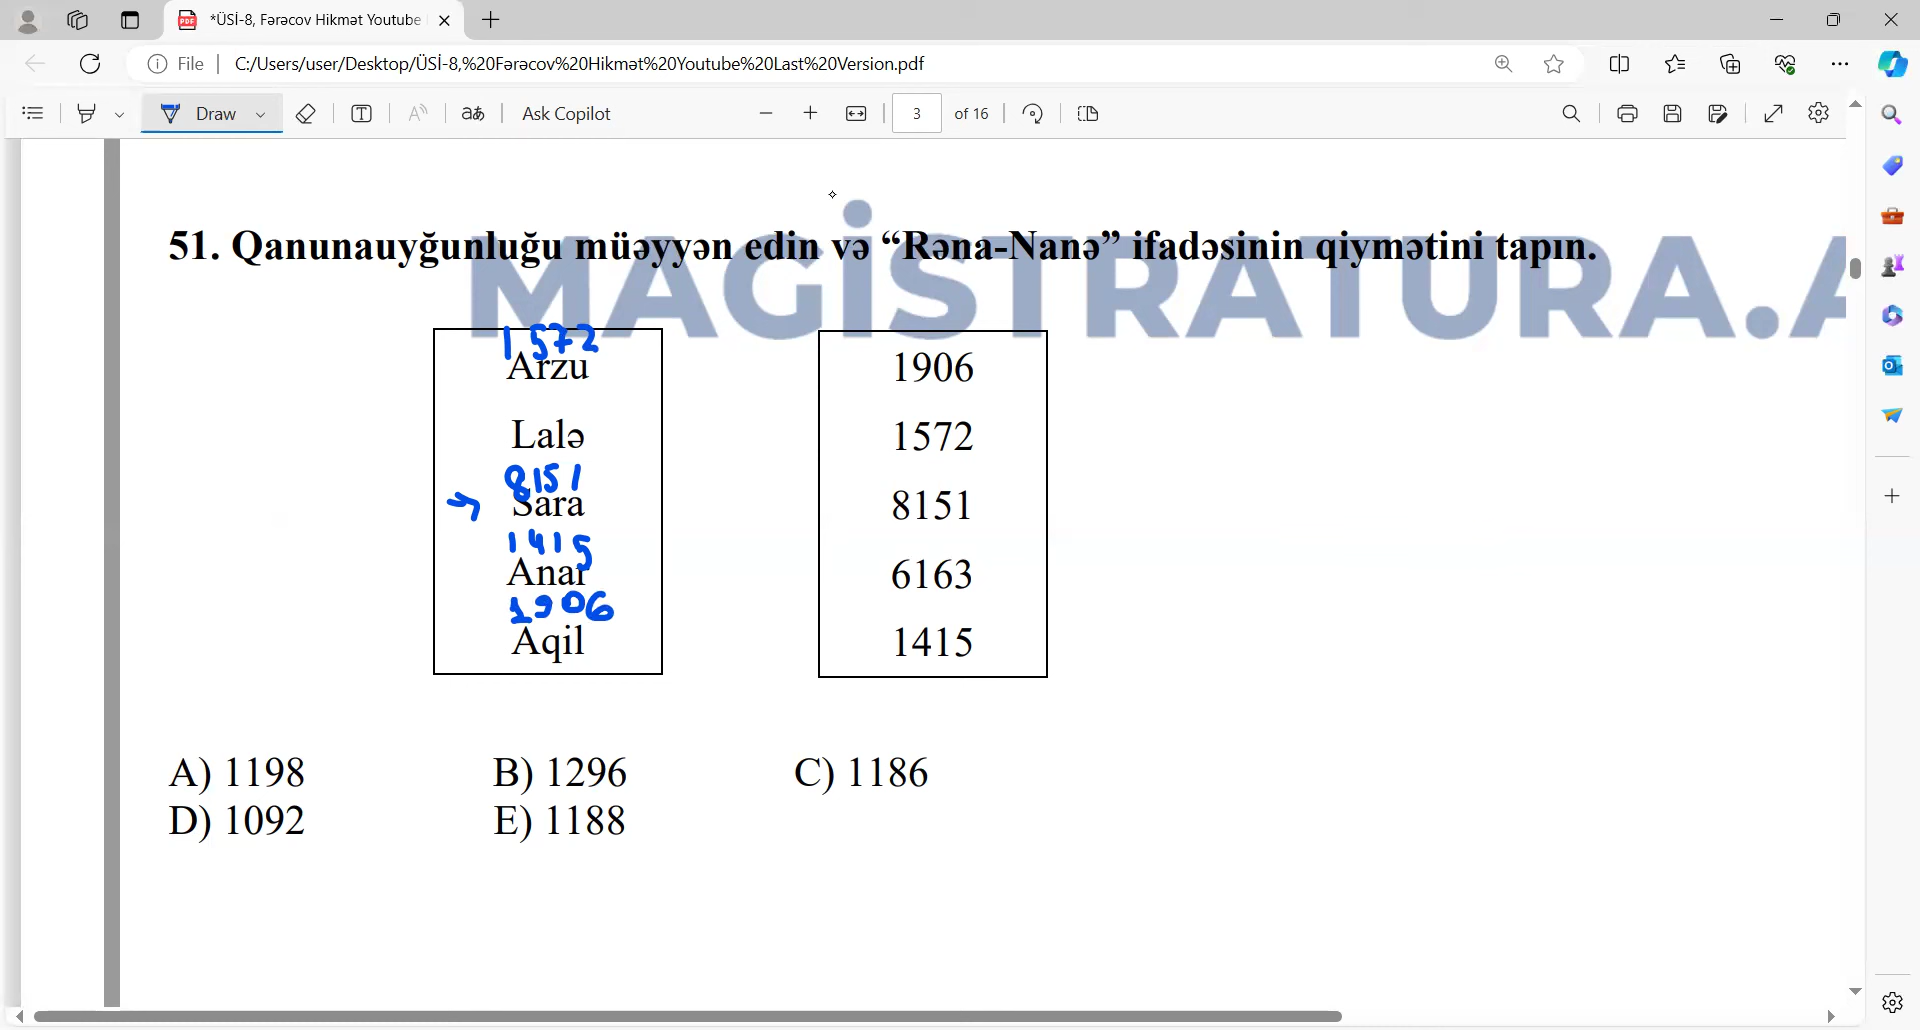 *ÜSİ-8, Fərəcov Hikmət Youtube
File
C:/Users/user/Desktop/ÜSİ-8,%20Fərəcov%20Hikmət%20Youtube%20Last%20Version.pdf
Draw
Ask Copilot
3 of 16
MAGİSTRATURA.A
51. Qanunauyğunluğu müəyyən edin və “Rəna-Nanə” ifadəsinin qiymətini tapın.
1572
Arzu
Lalə
8151
Sara
1415
Anar
1906
Aqil
1906
1572
8151
6163
1415
A) 1198 B) 1296 C) 1186
D) 1092 E) 1188